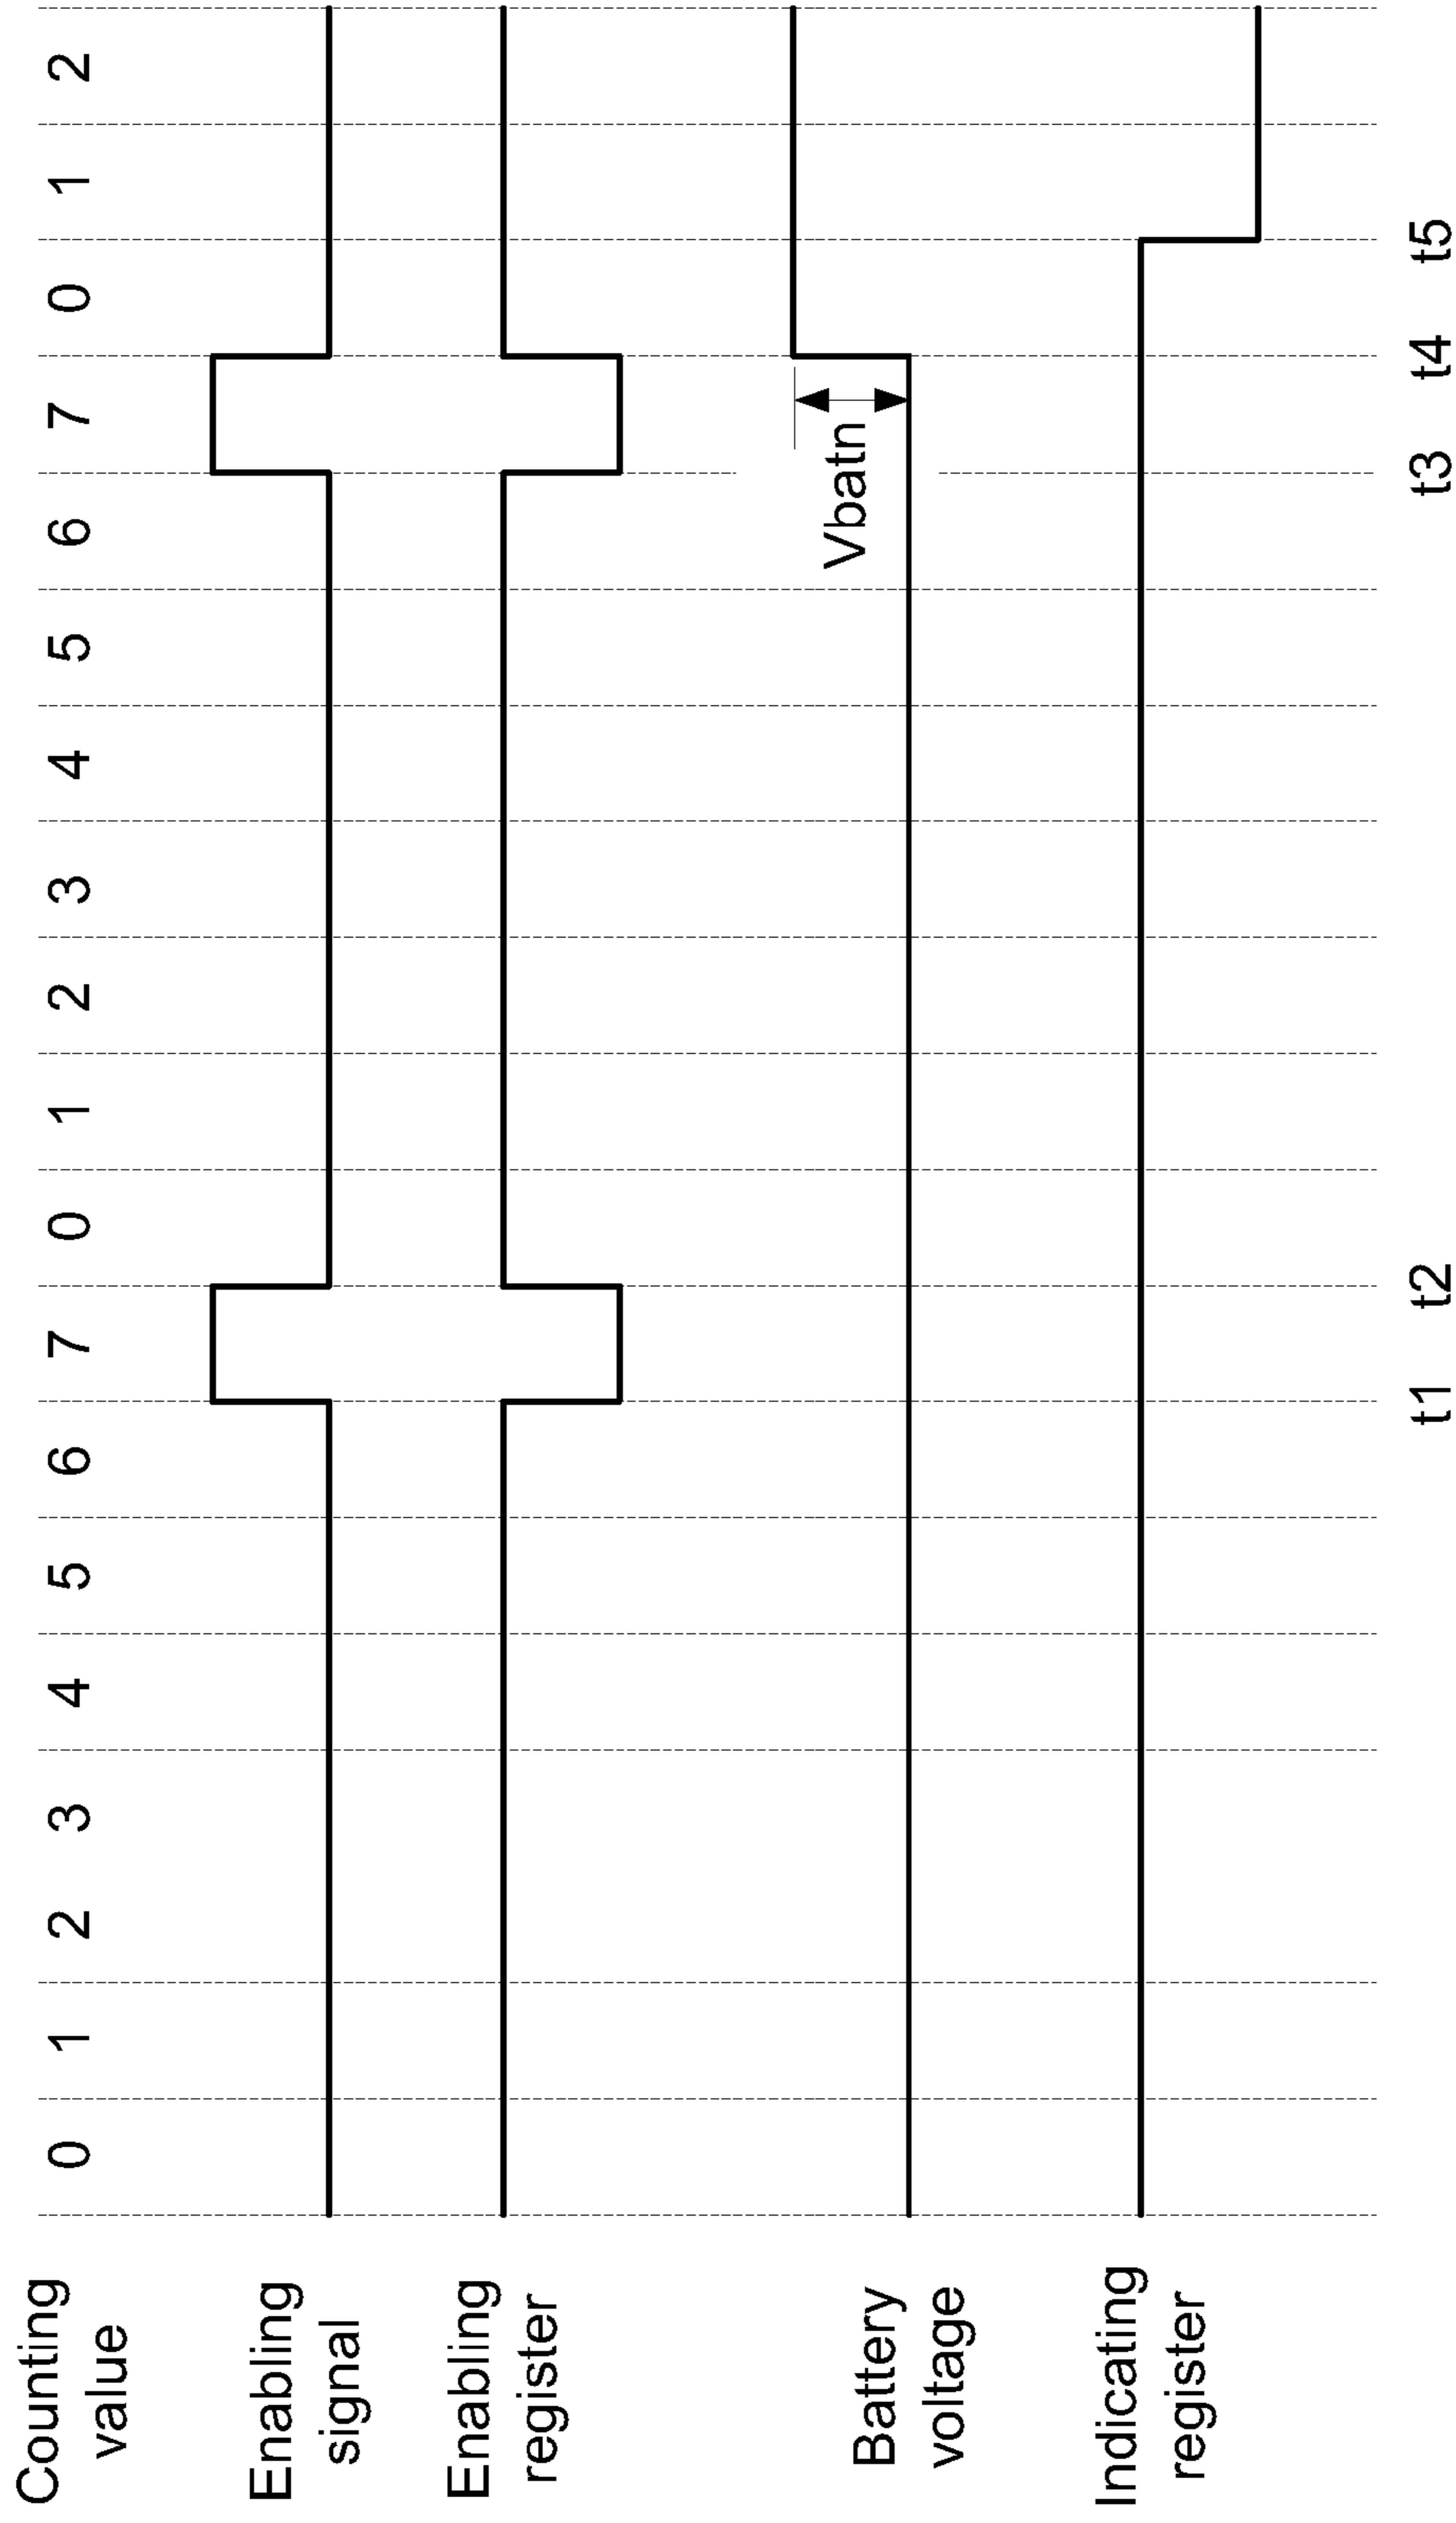 Counting
value
0 1 2 3 4 5 6 7 0 1 2 3 4 5 6 7 0 1 2
Enabling
signal
Enabling
register
Vbatn
Battery
voltage
Indicating
register
t1 t2 t3 t4 t5